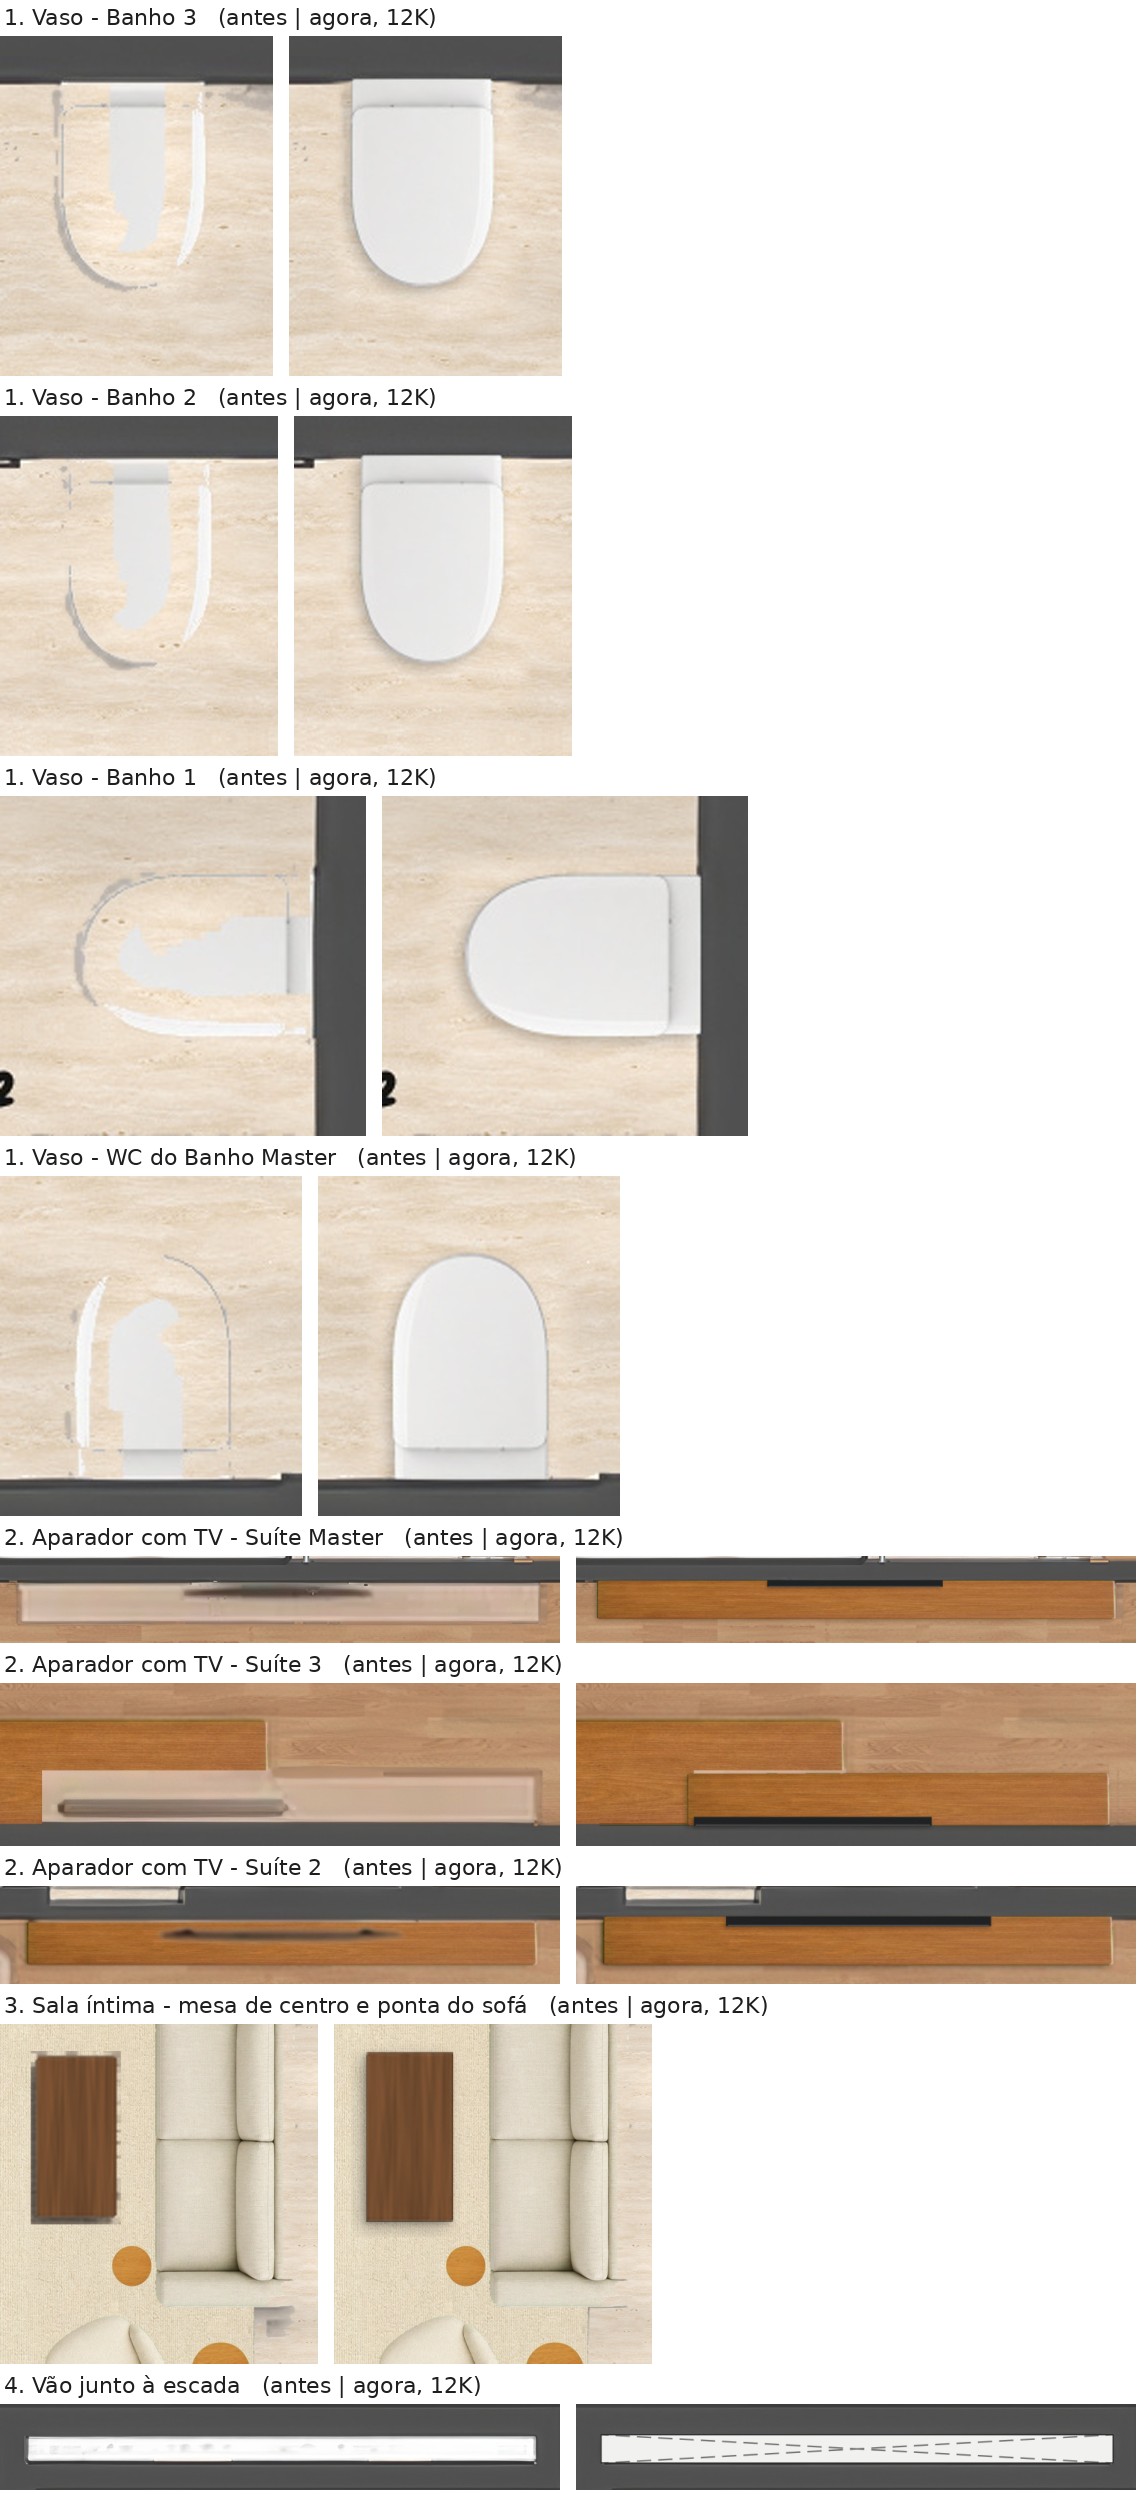 1. Vaso - Banho 3 (antes | agora, 12K)
1. Vaso - Banho 2 (antes | agora, 12K)
1. Vaso - Banho 1 (antes | agora, 12K)
1. Vaso - WC do Banho Master (antes | agora, 12K)
2. Aparador com TV - Suíte Master (antes | agora, 12K)
2. Aparador com TV - Suíte 3 (antes | agora, 12K)
2. Aparador com TV - Suíte 2 (antes | agora, 12K)
3. Sala íntima - mesa de centro e ponta do sofá (antes | agora, 12K)
4. Vão junto à escada (antes | agora, 12K)